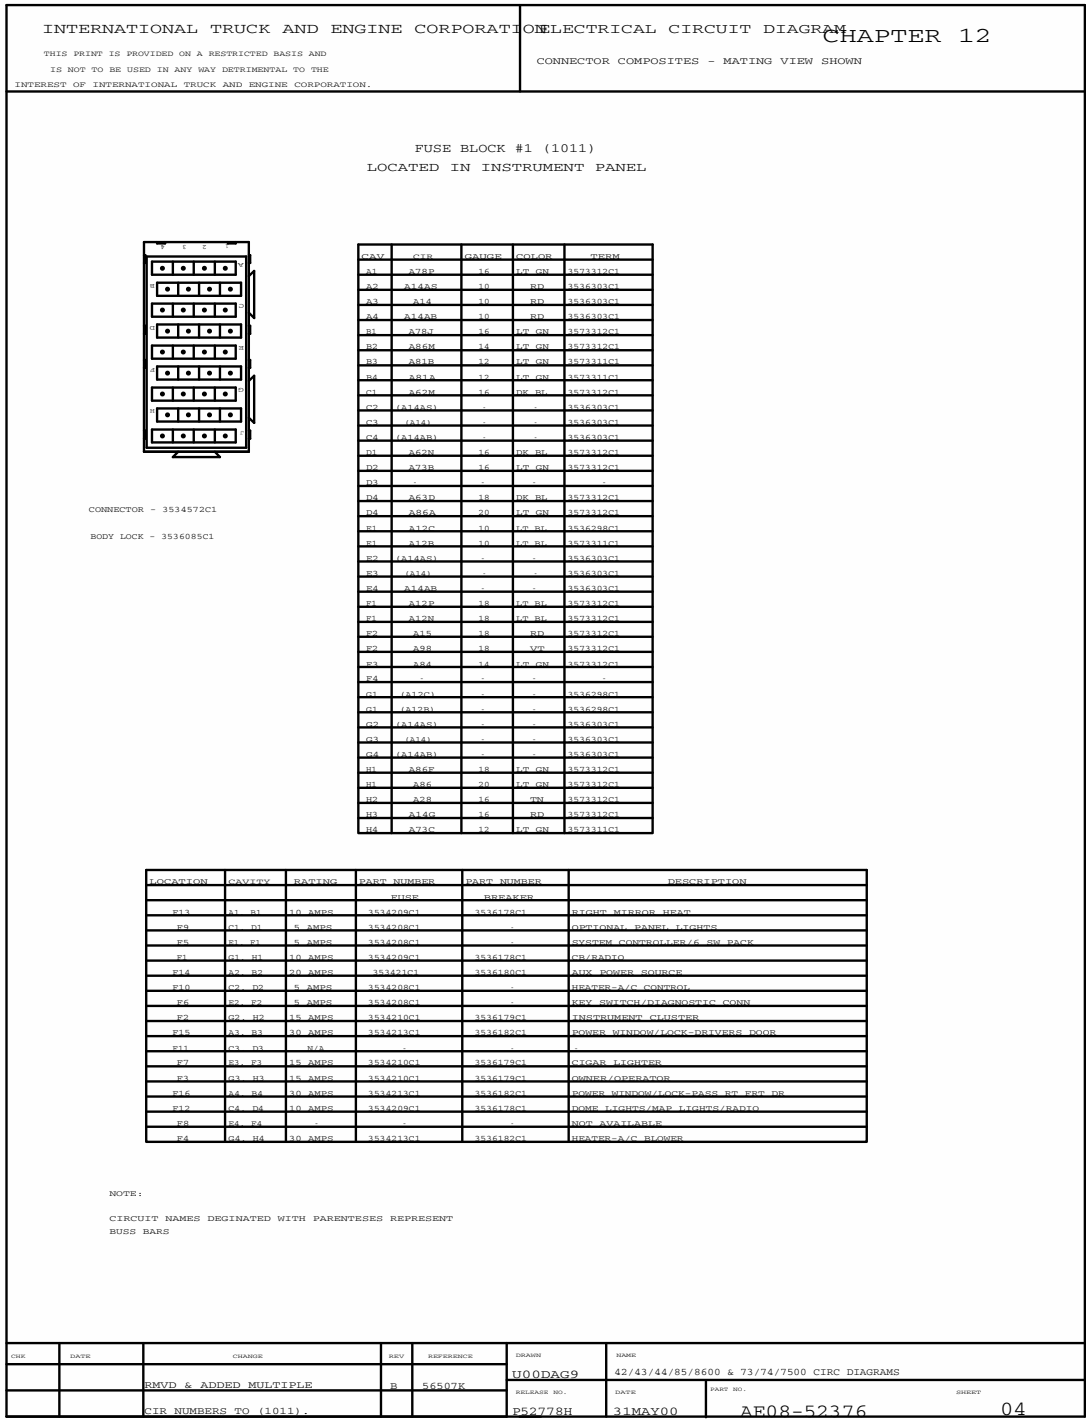 INTERNATIONAL TRUCK AND ENGINE CORPORATION
THIS PRINT IS PROVIDED ON A RESTRICTED BASIS AND
IS NOT TO BE USED IN ANY WAY DETRIMENTAL TO THE
INTEREST OF INTERNATIONAL TRUCK AND ENGINE CORPORATION.
ELECTRICAL CIRCUIT DIAGRAM
CHAPTER 12
CONNECTOR COMPOSITES - MATING VIEW SHOWN
FUSE BLOCK #1 (1011)
LOCATED IN INSTRUMENT PANEL
4 3 2 1
A
B
C
D
E
F
G
H
J
CONNECTOR - 3534572C1
BODY LOCK - 3536085C1
CAV CIR GAUGE COLOR TERM
A1 A78P 16 LT GN 3573312C1
A2 A14AS 10 RD 3536303C1
A3 A14 10 RD 3536303C1
A4 A14AB 10 RD 3536303C1
B1 A78J 16 LT GN 3573312C1
B2 A86M 14 LT GN 3573312C1
B3 A81B 12 LT GN 3573311C1
B4 A81A 12 LT GN 3573311C1
C1 A62M 16 DK BL 3573312C1
C2 (A14AS) - - 3536303C1
C3 (A14) - - 3536303C1
C4 (A14AB) - - 3536303C1
D1 A62N 16 DK BL 3573312C1
D2 A73B 16 LT GN 3573312C1
D3 - - - -
D4 A63D 18 DK BL 3573312C1
D4 A86A 20 LT GN 3573312C1
E1 A12C 10 LT BL 3536298C1
E1 A12B 10 LT BL 3573311C1
E2 (A14AS) - - 3536303C1
E3 (A14) - - 3536303C1
E4 A14AB - - 3536303C1
F1 A12P 18 LT BL 3573312C1
F1 A12N 18 LT BL 3573312C1
F2 A15 18 RD 3573312C1
F2 A98 18 VT 3573312C1
F3 A84 14 LT GN 3573312C1
F4 - - - -
G1 (A12C) - - 3536298C1
G1 (A12B) - - 3536298C1
G2 (A14AS) - - 3536303C1
G3 (A14) - - 3536303C1
G4 (A14AB) - - 3536303C1
H1 A86F 18 LT GN 3573312C1
H1 A86 20 LT GN 3573312C1
H2 A28 16 TN 3573312C1
H3 A14G 16 RD 3573312C1
H4 A73C 12 LT GN 3573311C1
LOCATION CAVITY RATING PART NUMBER PART NUMBER DESCRIPTION
FUSE BREAKER
F13 A1, B1 10 AMPS 3534209C1 3536178C1 RIGHT MIRROR HEAT
F9 C1, D1 5 AMPS 3534208C1 - OPTIONAL PANEL LIGHTS
F5 E1, F1 5 AMPS 3534208C1 - SYSTEM CONTROLLER/6 SW PACK
F1 G1, H1 10 AMPS 3534209C1 3536178C1 CB/RADIO
F14 A2, B2 20 AMPS 353421C1 3536180C1 AUX POWER SOURCE
F10 C2, D2 5 AMPS 3534208C1 - HEATER-A/C CONTROL
F6 E2, F2 5 AMPS 3534208C1 - KEY SWITCH/DIAGNOSTIC CONN
F2 G2, H2 15 AMPS 3534210C1 3536179C1 INSTRUMENT CLUSTER
F15 A3, B3 30 AMPS 3534213C1 3536182C1 POWER WINDOW/LOCK-DRIVERS DOOR
F11 C3, D3 N/A - - -
F7 E3, F3 15 AMPS 3534210C1 3536179C1 CIGAR LIGHTER
F3 G3, H3 15 AMPS 3534210C1 3536179C1 OWNER/OPERATOR
F16 A4, B4 30 AMPS 3534213C1 3536182C1 POWER WINDOW/LOCK-PASS RT FRT DR
F12 C4, D4 10 AMPS 3534209C1 3536178C1 DOME LIGHTS/MAP LIGHTS/RADIO
F8 E4, F4 - - - NOT AVAILABLE
F4 G4, H4 30 AMPS 3534213C1 3536182C1 HEATER-A/C BLOWER
NOTE:
CIRCUIT NAMES DEGINATED WITH PARENTESES REPRESENT
BUSS BARS
CHK DATE CHANGE REV REFERENCE DRAWN NAME
RMVD & ADDED MULTIPLE B 56507K U00DAG9 42/43/44/85/8600 & 73/74/7500 CIRC DIAGRAMS
RELEASE NO. DATE PART NO. SHEET
CIR NUMBERS TO (1011). P52778H 31MAY00 AE08-52376 04